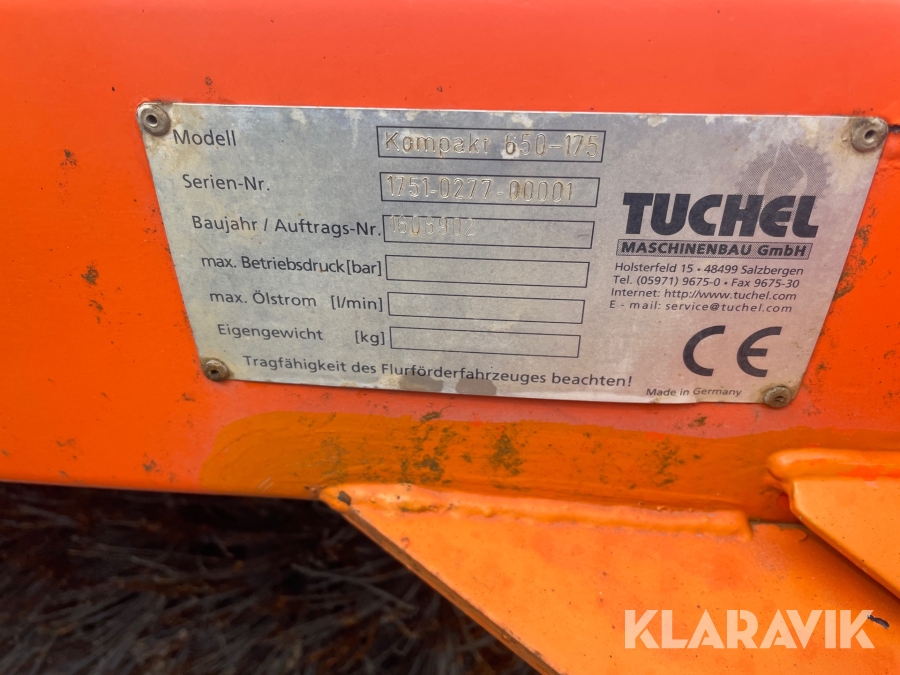 Modell Kompakt 650-175
Serien-Nr. 1751-0277-00001
Baujahr / Auftrags-Nr.
max. Betriebsdruck [bar]
max. Ölstrom [l/min]
Eigengewicht [kg]
Tragfähigkeit des Flurförderfahrzeuges beachten!
TUCHEL
MASCHINENBAU GmbH
Holsterfeld 15 • 48499 Salzbergen
Tel. (05971) 9675-0 • Fax 9675-30
Internet: http://www.tuchel.com
E - mail: service@tuchel.com
CE
Made in Germany
KLARAVIK